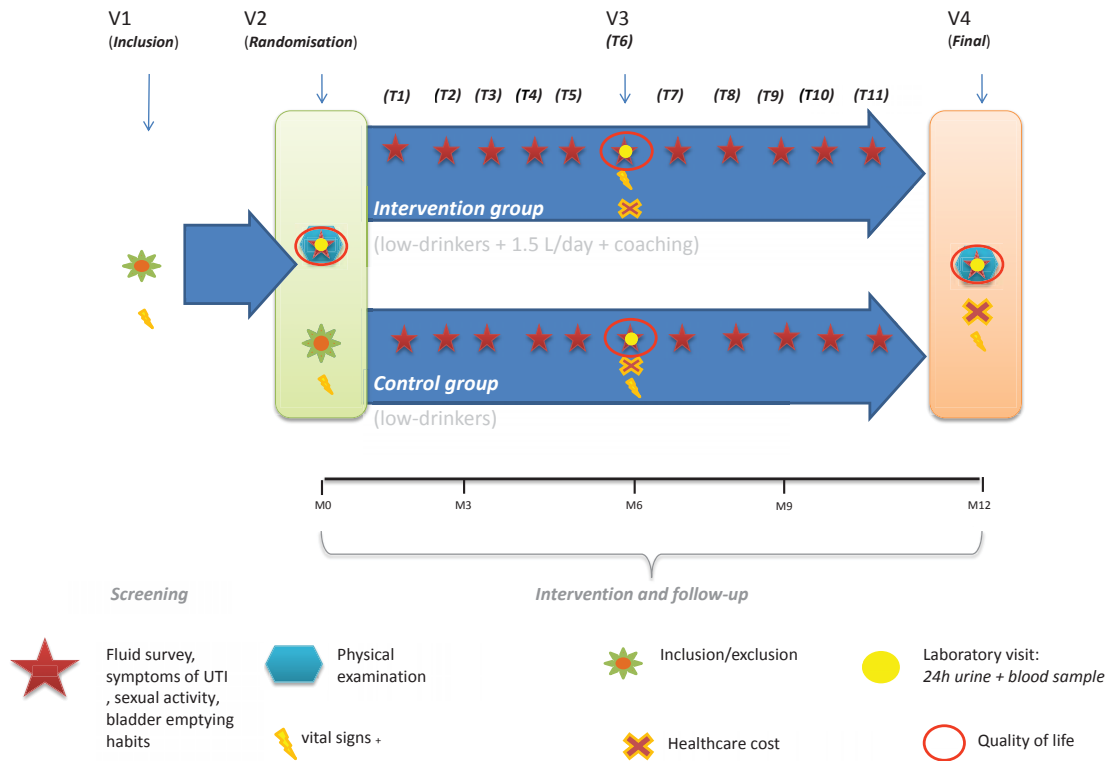 V1
(Inclusion)
V2
(Randomisation)
V3
(T6)
V4
(Final)
(T1) (T2) (T3) (T4) (T5) (T7) (T8) (T9) (T10) (T11)
Intervention group
(low-drinkers + 1.5 L/day + coaching)
Control group
(low-drinkers)
M0 M3 M6 M9 M12
Screening
Intervention and follow-up
Fluid survey,
symptoms of UTI
, sexual activity,
bladder emptying
habits
Physical
examination
vital signs +
Inclusion/exclusion
Healthcare cost
Laboratory visit:
24h urine + blood sample
Quality of life